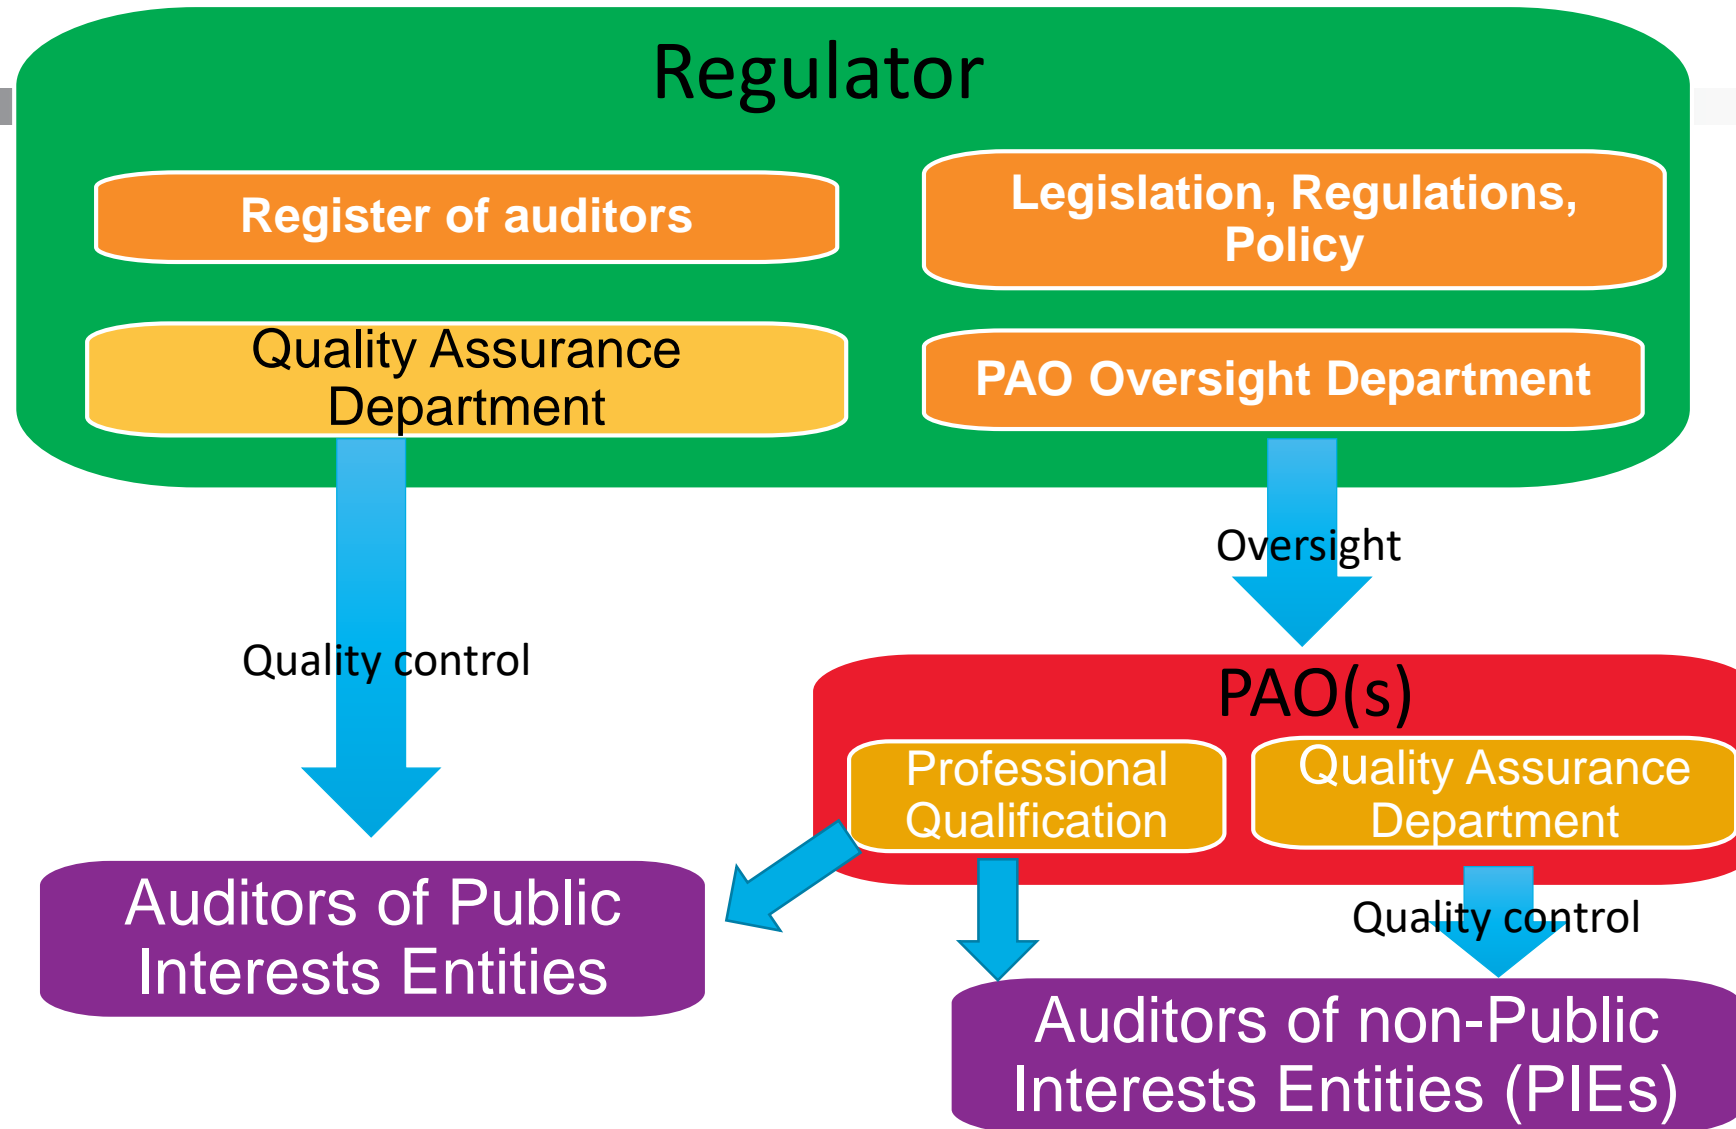 Regulator
Register of auditors
Legislation, Regulations,
Policy
Quality Assurance
Department
PAO Oversight Department
Oversight
Quality control
PAO(s)
Professional
Qualification
Quality Assurance
Department
Quality control
Auditors of Public
Interests Entities
Auditors of non-Public
Interests Entities (PIEs)